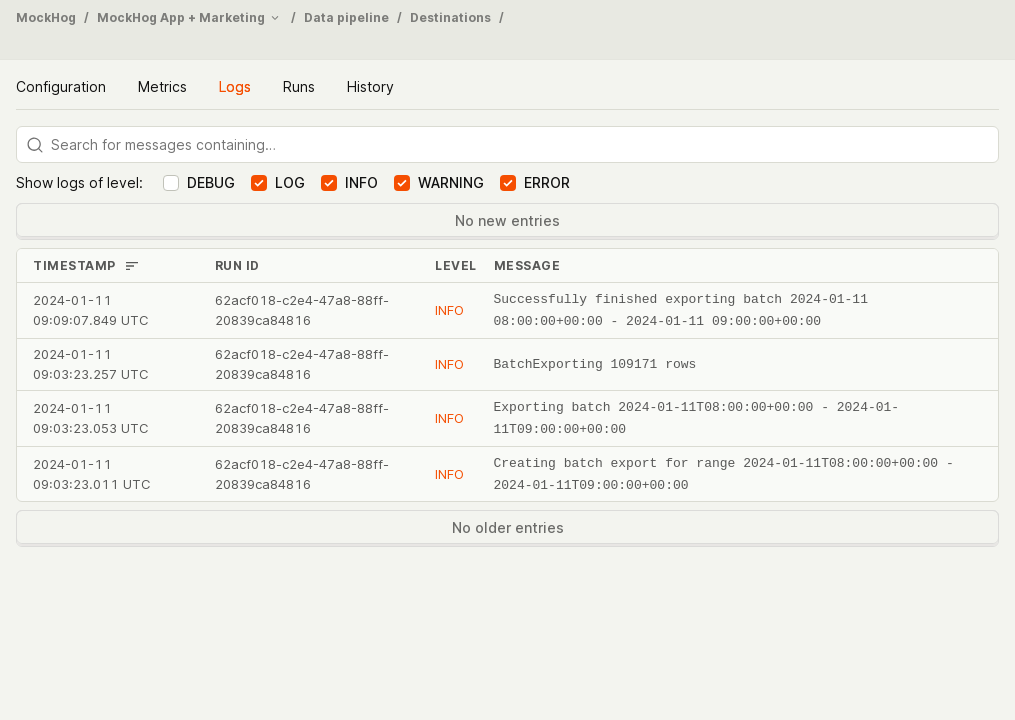 MockHog / MockHog App + Marketing / Data pipeline / Destinations /
Configuration Metrics Logs Runs History
Search for messages containing...
Show logs of level: DEBUG LOG INFO WARNING ERROR
No new entries
TIMESTAMP RUN ID LEVEL MESSAGE
2024-01-11 09:09:07.849 UTC 62acf018-c2e4-47a8-88ff-20839ca84816 INFO Successfully finished exporting batch 2024-01-11 08:00:00+00:00 - 2024-01-11 09:00:00+00:00
2024-01-11 09:03:23.257 UTC 62acf018-c2e4-47a8-88ff-20839ca84816 INFO BatchExporting 109171 rows
2024-01-11 09:03:23.053 UTC 62acf018-c2e4-47a8-88ff-20839ca84816 INFO Exporting batch 2024-01-11T08:00:00+00:00 - 2024-01-11T09:00:00+00:00
2024-01-11 09:03:23.011 UTC 62acf018-c2e4-47a8-88ff-20839ca84816 INFO Creating batch export for range 2024-01-11T08:00:00+00:00 - 2024-01-11T09:00:00+00:00
No older entries